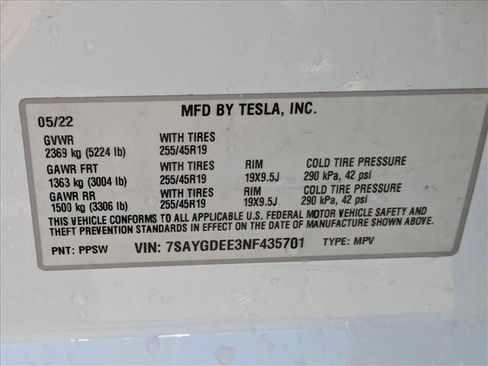 MFD BY TESLA, INC.
05/22
GVWR WITH TIRES
2369 kg (5224 lb) 255/45R19
GAWR FRT WITH TIRES RIM COLD TIRE PRESSURE
1363 kg (3004 lb) 255/45R19 19X9.5J 290 kPa, 42 psi
GAWR RR WITH TIRES RIM COLD TIRE PRESSURE
1500 kg (3306 lb) 255/45R19 19X9.5J 290 kPa, 42 psi
THIS VEHICLE CONFORMS TO ALL APPLICABLE U.S. FEDERAL MOTOR VEHICLE SAFETY AND
THEFT PREVENTION STANDARDS IN EFFECT ON THE DATE OF MANUFACTURE SHOWN ABOVE.
PNT: PPSW VIN: 7SAYGDEE3NF435701 TYPE: MPV